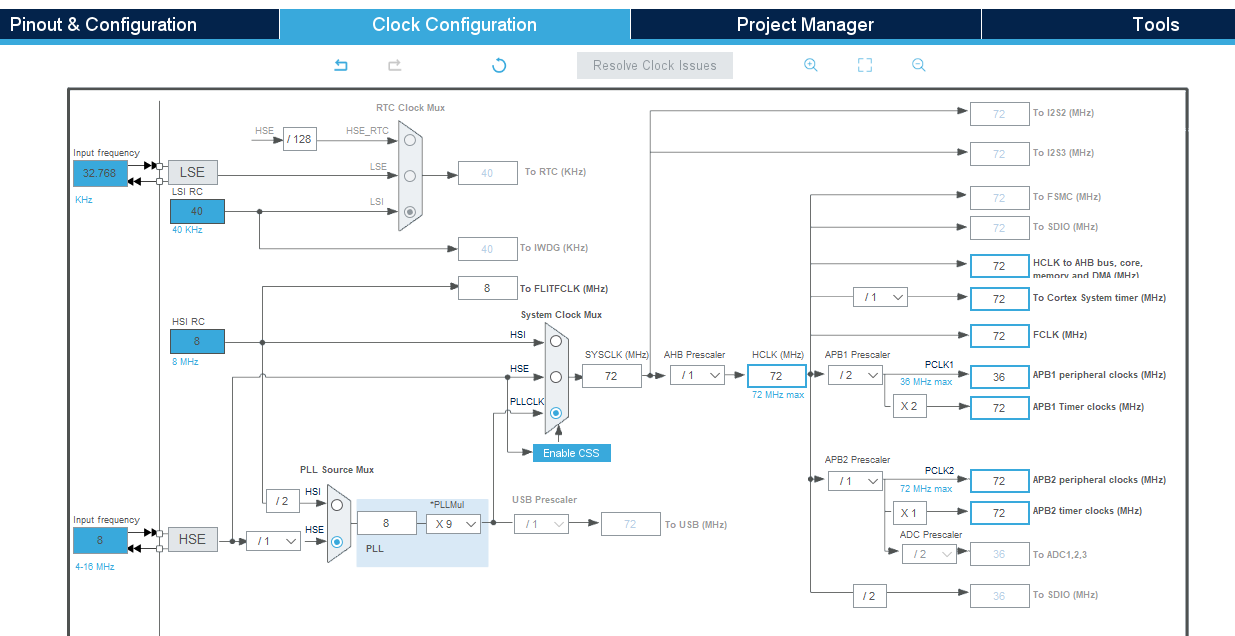 Pinout & Configuration
Clock Configuration
Project Manager
Tools
Resolve Clock Issues
RTC Clock Mux
HSE
/ 128
HSE_RTC
72
To I2S2 (MHz)
Input frequency
32.768
KHz
LSE
LSE
40
To RTC (KHz)
72
To I2S3 (MHz)
LSI RC
40
40 KHz
LSI
72
To FSMC (MHz)
72
To SDIO (MHz)
40
To IWDG (KHz)
72
HCLK to AHB bus, core,
memory and DMA (MHz)
8
To FLITFCLK (MHz)
/ 1
72
To Cortex System timer (MHz)
System Clock Mux
HSI RC
8
8 MHz
HSI
72
FCLK (MHz)
HSE
PLLCLK
SYSCLK (MHz)
72
AHB Prescaler
/ 1
HCLK (MHz)
72
72 MHz max
APB1 Prescaler
/ 2
PCLK1
36 MHz max
36
APB1 peripheral clocks (MHz)
X 2
72
APB1 Timer clocks (MHz)
Enable CSS
APB2 Prescaler
/ 1
PCLK2
72 MHz max
72
APB2 peripheral clocks (MHz)
X 1
72
APB2 timer clocks (MHz)
PLL Source Mux
/ 2
HSI
Input frequency
8
4-16 MHz
HSE
/ 1
HSE
8
*PLLMul
X 9
PLL
USB Prescaler
/ 1
72
To USB (MHz)
ADC Prescaler
/ 2
36
To ADC1,2,3
/ 2
36
To SDIO (MHz)